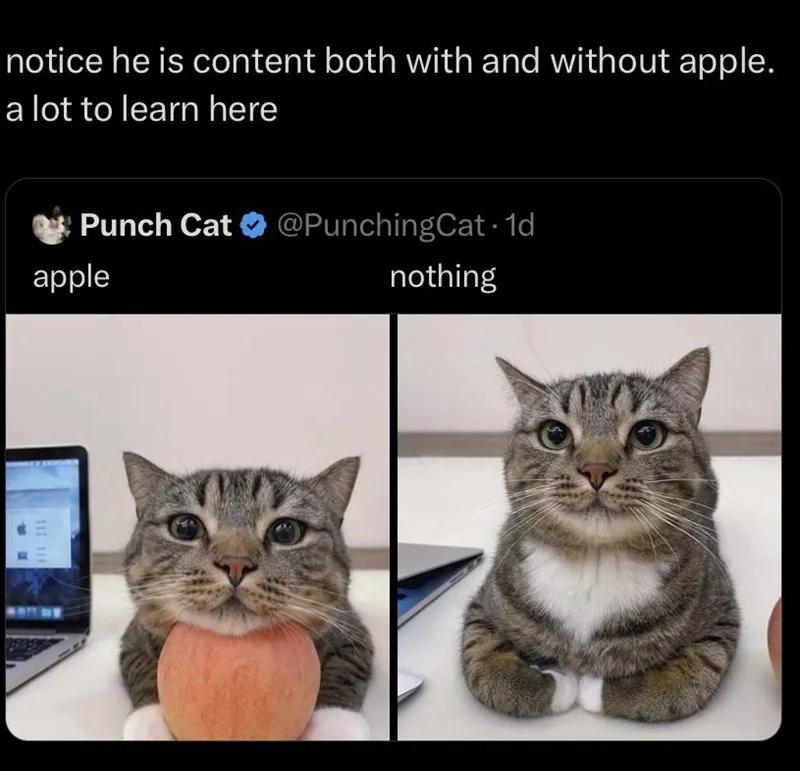 notice he is content both with and without apple.
a lot to learn here
Punch Cat @PunchingCat · 1d
apple nothing